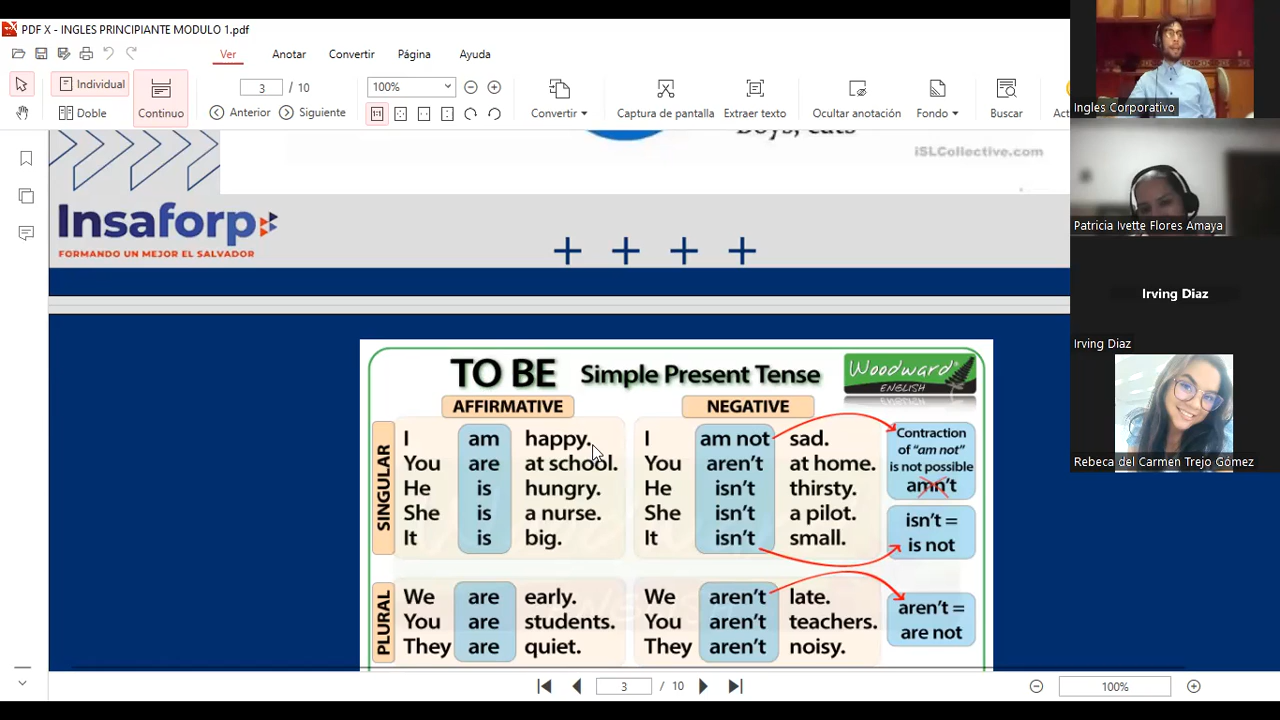 PDF X - INGLES PRINCIPIANTE MODULO 1.pdf
Ver Anotar Convertir Página Ayuda
Individual
Doble
Continuo
3 / 10
Anterior Siguiente
100%
Convertir
Captura de pantalla
Extraer texto
Ocultar anotación
Fondo
Buscar
Boys, cats
iSLCollective.com
Insaforp
FORMANDO UN MEJOR EL SALVADOR
+ + + +
TO BE Simple Present Tense
Woodward
ENGLISH
AFFIRMATIVE NEGATIVE
SINGULAR
I am happy. I am not sad.
You are at school. You aren't at home.
He is hungry. He isn't thirsty.
She is a nurse. She isn't a pilot.
It is big. It isn't small.
Contraction
of "am not"
is not possible
amn't
isn't =
is not
PLURAL
We are early. We aren't late.
You are students. You aren't teachers.
They are quiet. They aren't noisy.
aren't =
are not
3 / 10
100%
Ingles Corporativo
Patricia Ivette Flores Amaya
Irving Diaz
Irving Diaz
Rebeca del Carmen Trejo Gómez